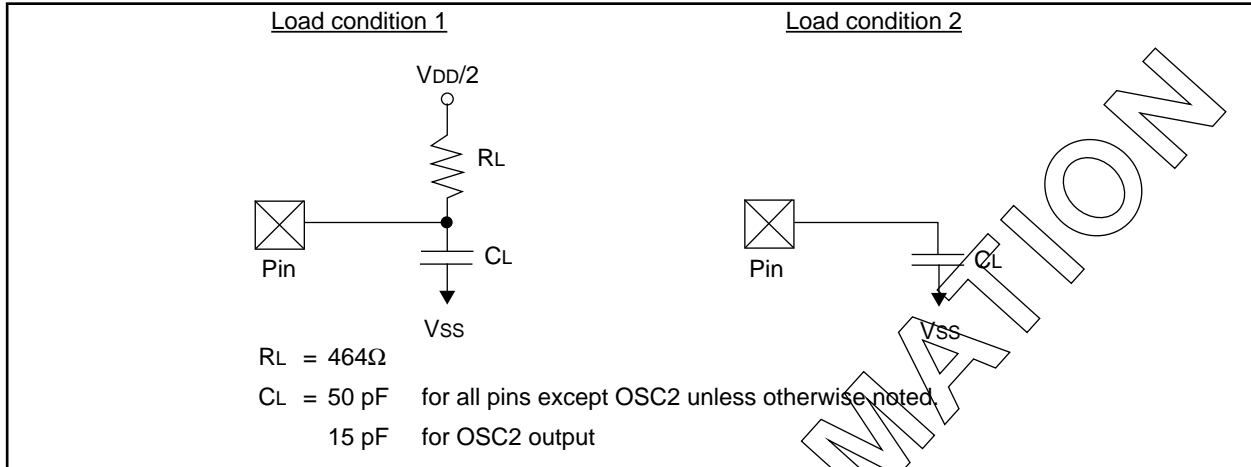 Load condition 1 Load condition 2
VDD/2
RL
Pin CL Pin CL
VSS VSS
RL = 464Ω
CL = 50 pF for all pins except OSC2 unless otherwise noted.
15 pF for OSC2 output
MATION